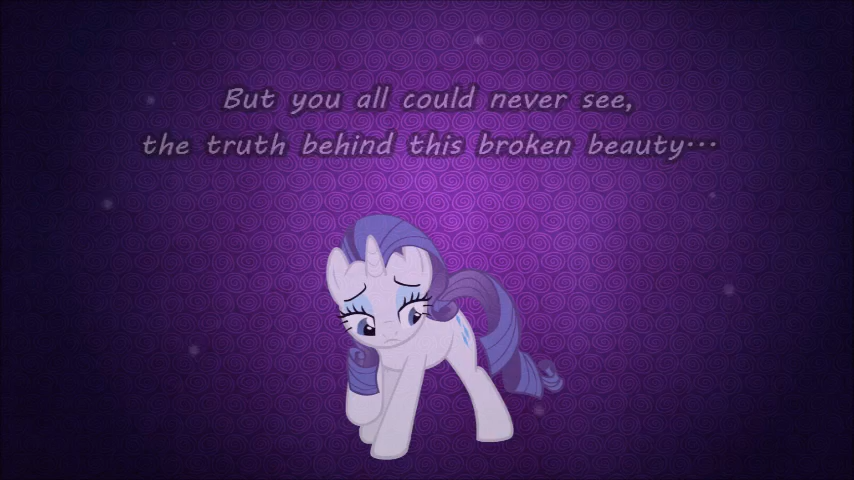 But you all could never see,
the truth behind this broken beauty...